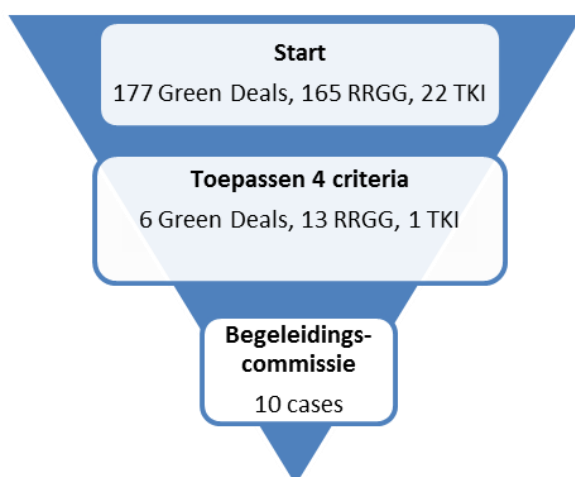 Start
177 Green Deals, 165 RRGG, 22 TKI
Toepassen 4 criteria
6 Green Deals, 13 RRGG, 1 TKI
Begeleidings-
commissie
10 cases